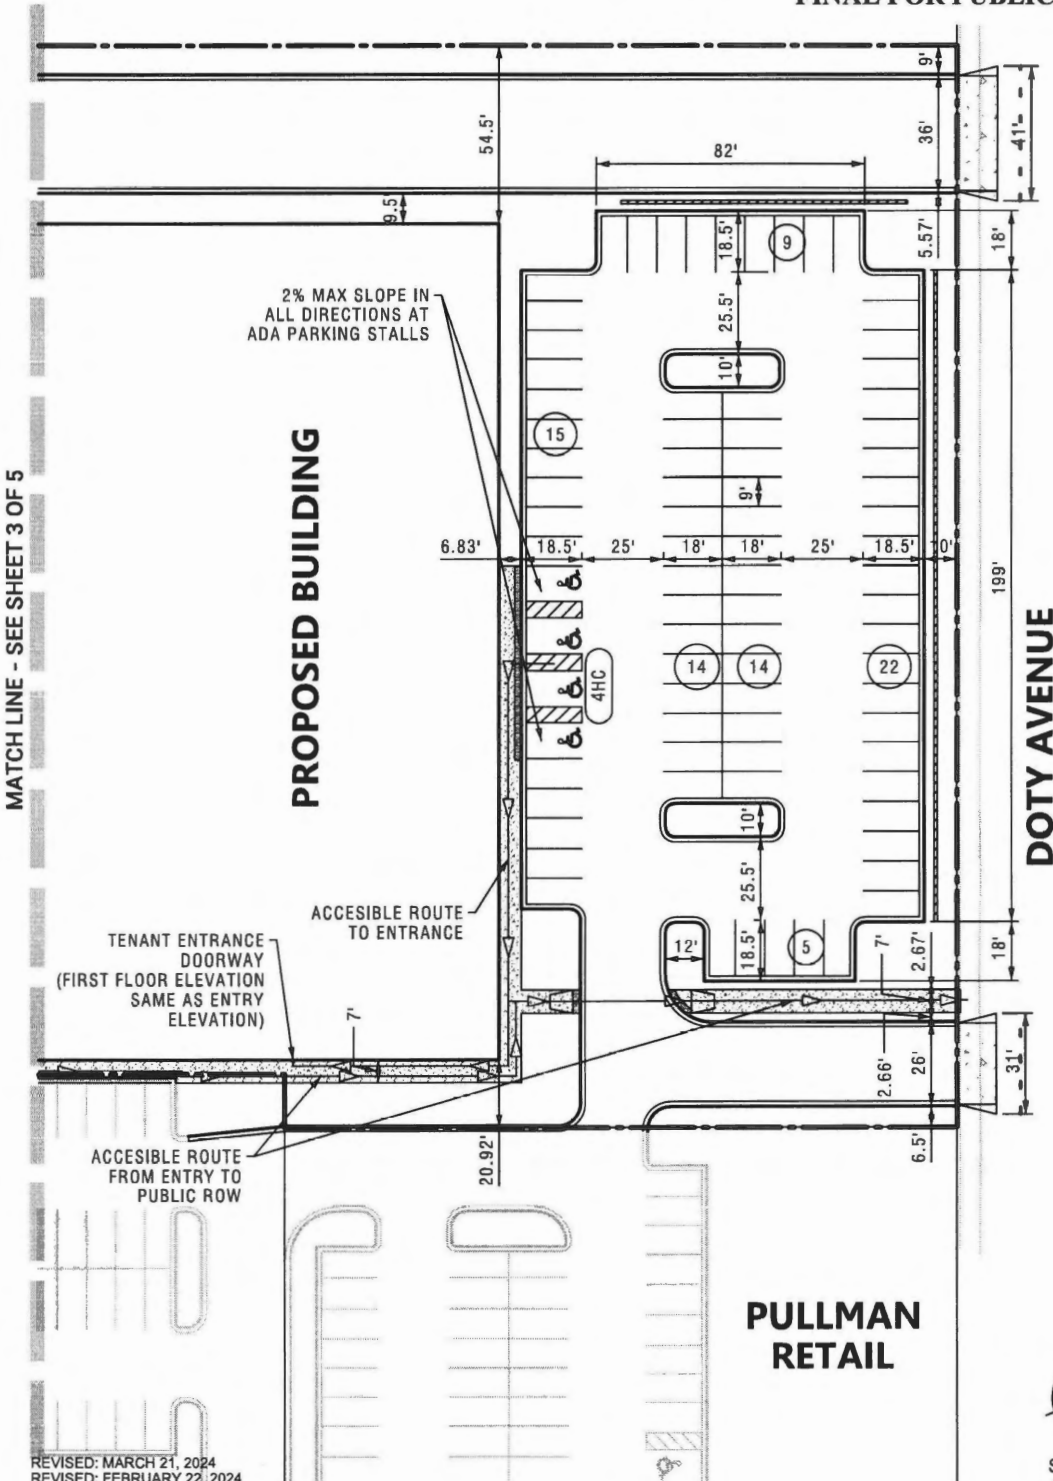 9'
54.5'
36'
41'
82'
9.5'
18.5'
9
5.57'
18'
2% MAX SLOPE IN
ALL DIRECTIONS AT
ADA PARKING STALLS
25.5'
10'
15
9'
MATCH LINE - SEE SHEET 3 OF 5
PROPOSED BUILDING
6.83'
18.5'
25'
18'
18'
25'
18.5'
10'
199'
4HC
14
14
22
DOTY AVENUE
10'
25.5'
ACCESIBLE ROUTE
TO ENTRANCE
TENANT ENTRANCE
DOORWAY
(FIRST FLOOR ELEVATION
SAME AS ENTRY
ELEVATION)
7'
12'
18.5'
5
7'
2.67'
18'
2.66'
26'
31'
ACCESIBLE ROUTE
FROM ENTRY TO
PUBLIC ROW
20.92'
6.5'
PULLMAN
RETAIL
REVISED: MARCH 21, 2024
REVISED: FEBRUARY 22, 2024